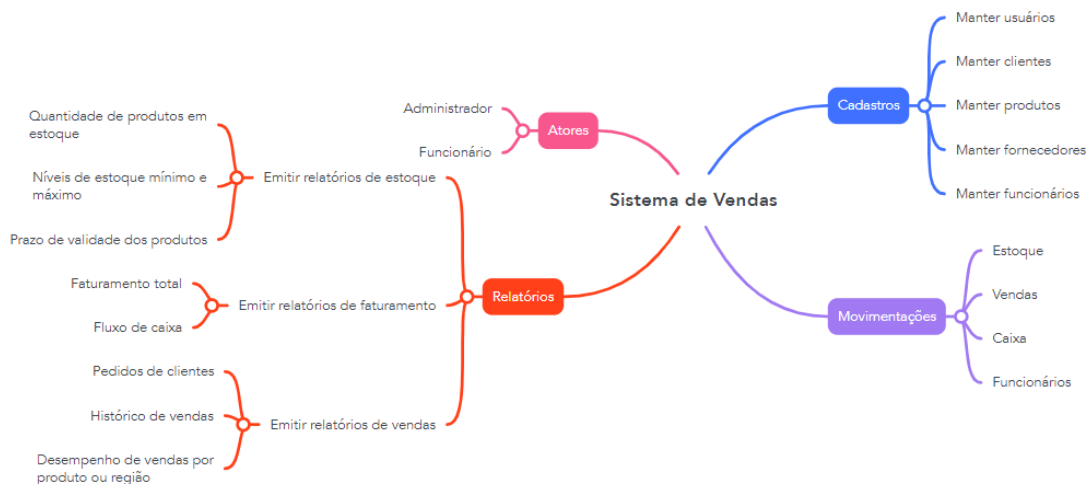 Sistema de Vendas
Atores
Administrador
Funcionário
Relatórios
Emitir relatórios de estoque
Quantidade de produtos em
estoque
Níveis de estoque mínimo e
máximo
Prazo de validade dos produtos
Emitir relatórios de faturamento
Faturamento total
Fluxo de caixa
Emitir relatórios de vendas
Pedidos de clientes
Histórico de vendas
Desempenho de vendas por
produto ou região
Cadastros
Manter usuários
Manter clientes
Manter produtos
Manter fornecedores
Manter funcionários
Movimentações
Estoque
Vendas
Caixa
Funcionários